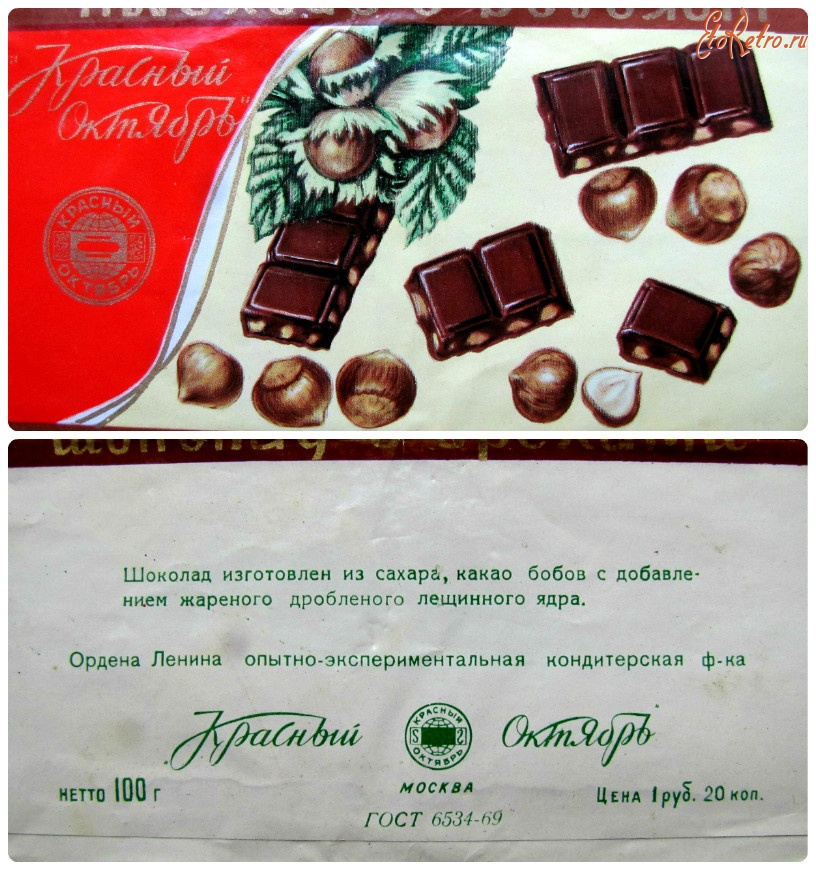 EtoRetro.ru
"Красный
Октябрь"
КРАСНЫЙ
ОКТЯБРЬ
Шоколад с орехами
Шоколад изготовлен из сахара, какао бобов с добавле-
нием жареного дробленого лещинного ядра.
Ордена Ленина опытно-экспериментальная кондитерская ф-ка
"Красный КРАСНЫЙ ОКТЯБРЬ Октябрь"
МОСКВА
НЕТТО 100 г ЦЕНА 1 руб. 20 коп.
ГОСТ 6534-69